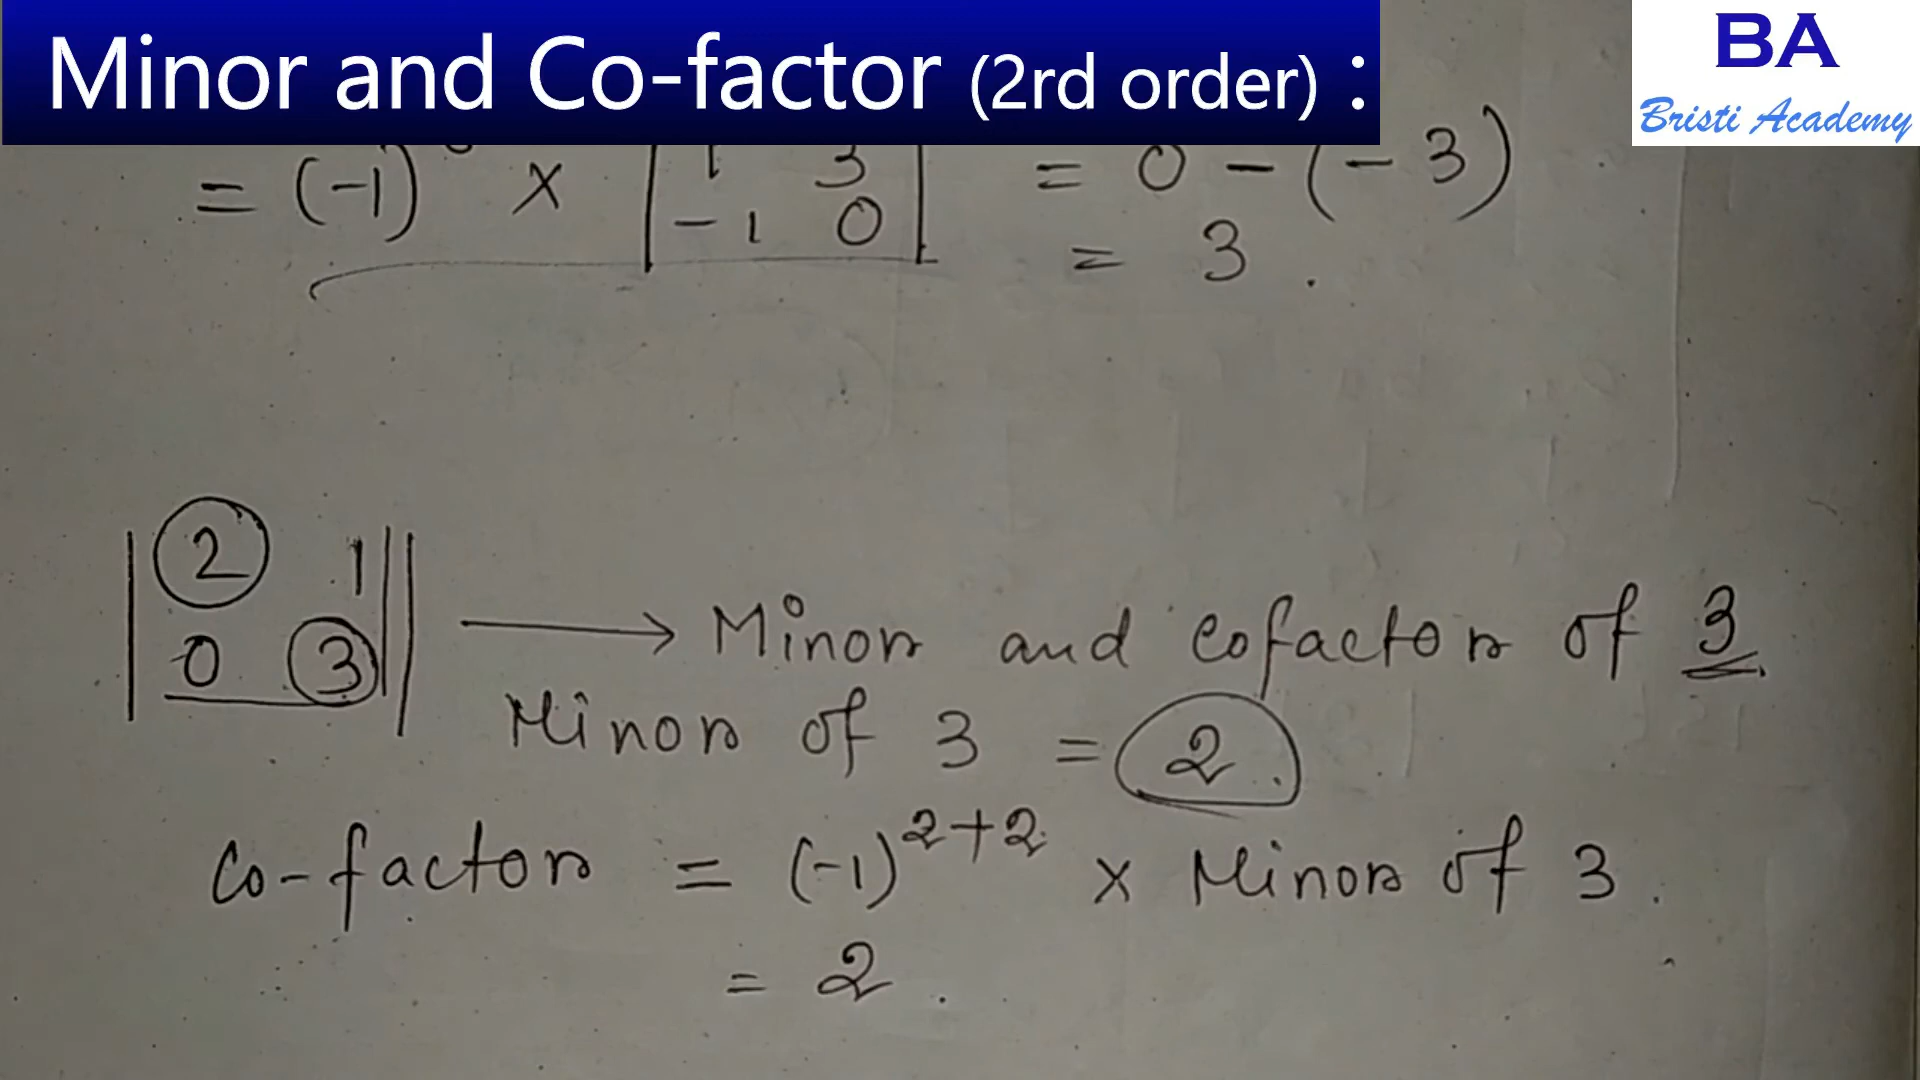 Minor and Co-factor (2rd order) :
BA
Bristi Academy
= (-1) × | 1 3 | = 0 - (-3)
| -1 0 |
= 3.
| 2 1 |
| 0 3 | → Minor and cofactor of 3.
Minor of 3 = 2.
Co-factor = (-1)^2+2 × Minor of 3.
= 2.